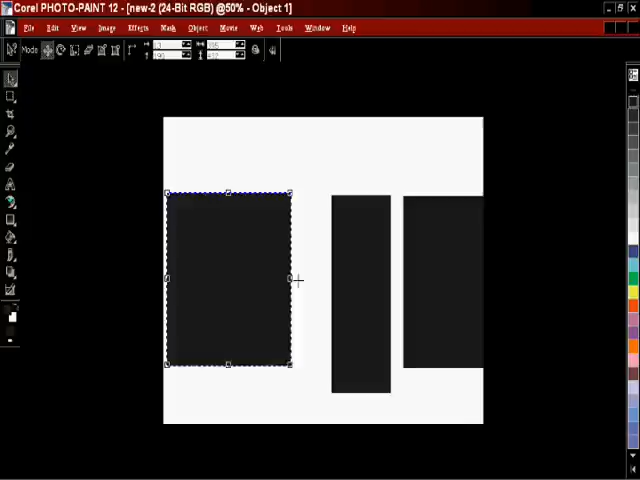 Corel PHOTO-PAINT 12 - [new-2 (24-Bit RGB) @50% - Object 1]
File Edit View Image Effects Mask Object Movie Web Tools Window Help
Mode